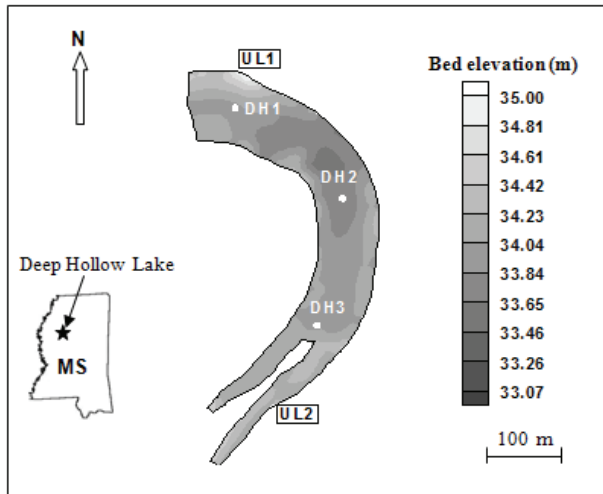 N
UL1
Bed elevation (m)
DH1
35.00
34.81
34.61
34.42
34.23
34.04
33.84
33.65
33.46
33.26
33.07
DH2
Deep Hollow Lake
MS
DH3
UL2
100 m